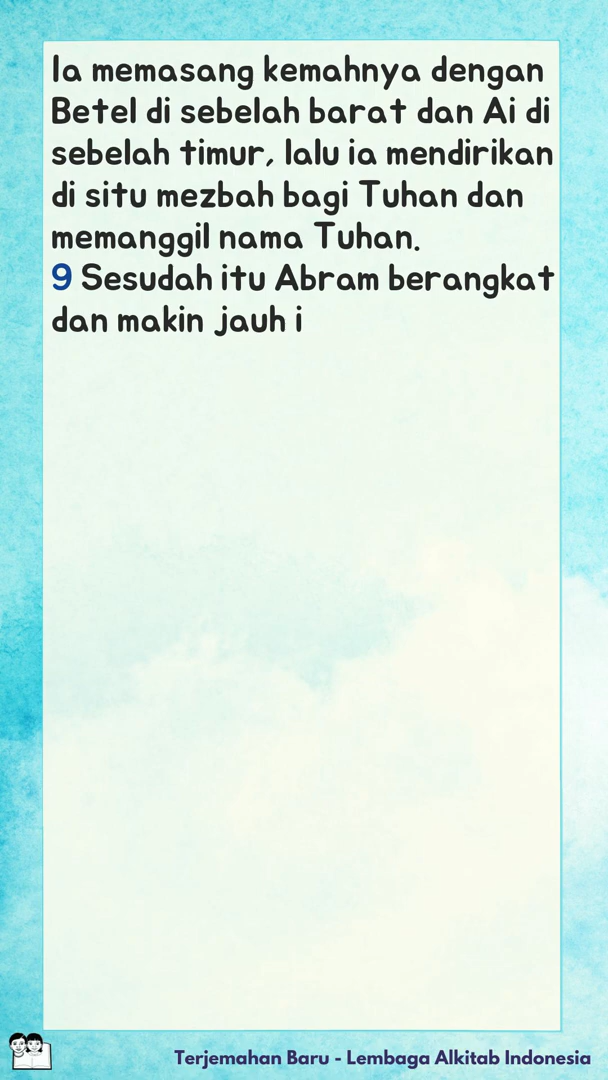 Ia memasang kemahnya dengan
Betel di sebelah barat dan Ai di
sebelah timur, lalu ia mendirikan
di situ mezbah bagi Tuhan dan
memanggil nama Tuhan.
9 Sesudah itu Abram berangkat
dan makin jauh i
Terjemahan Baru - Lembaga Alkitab Indonesia